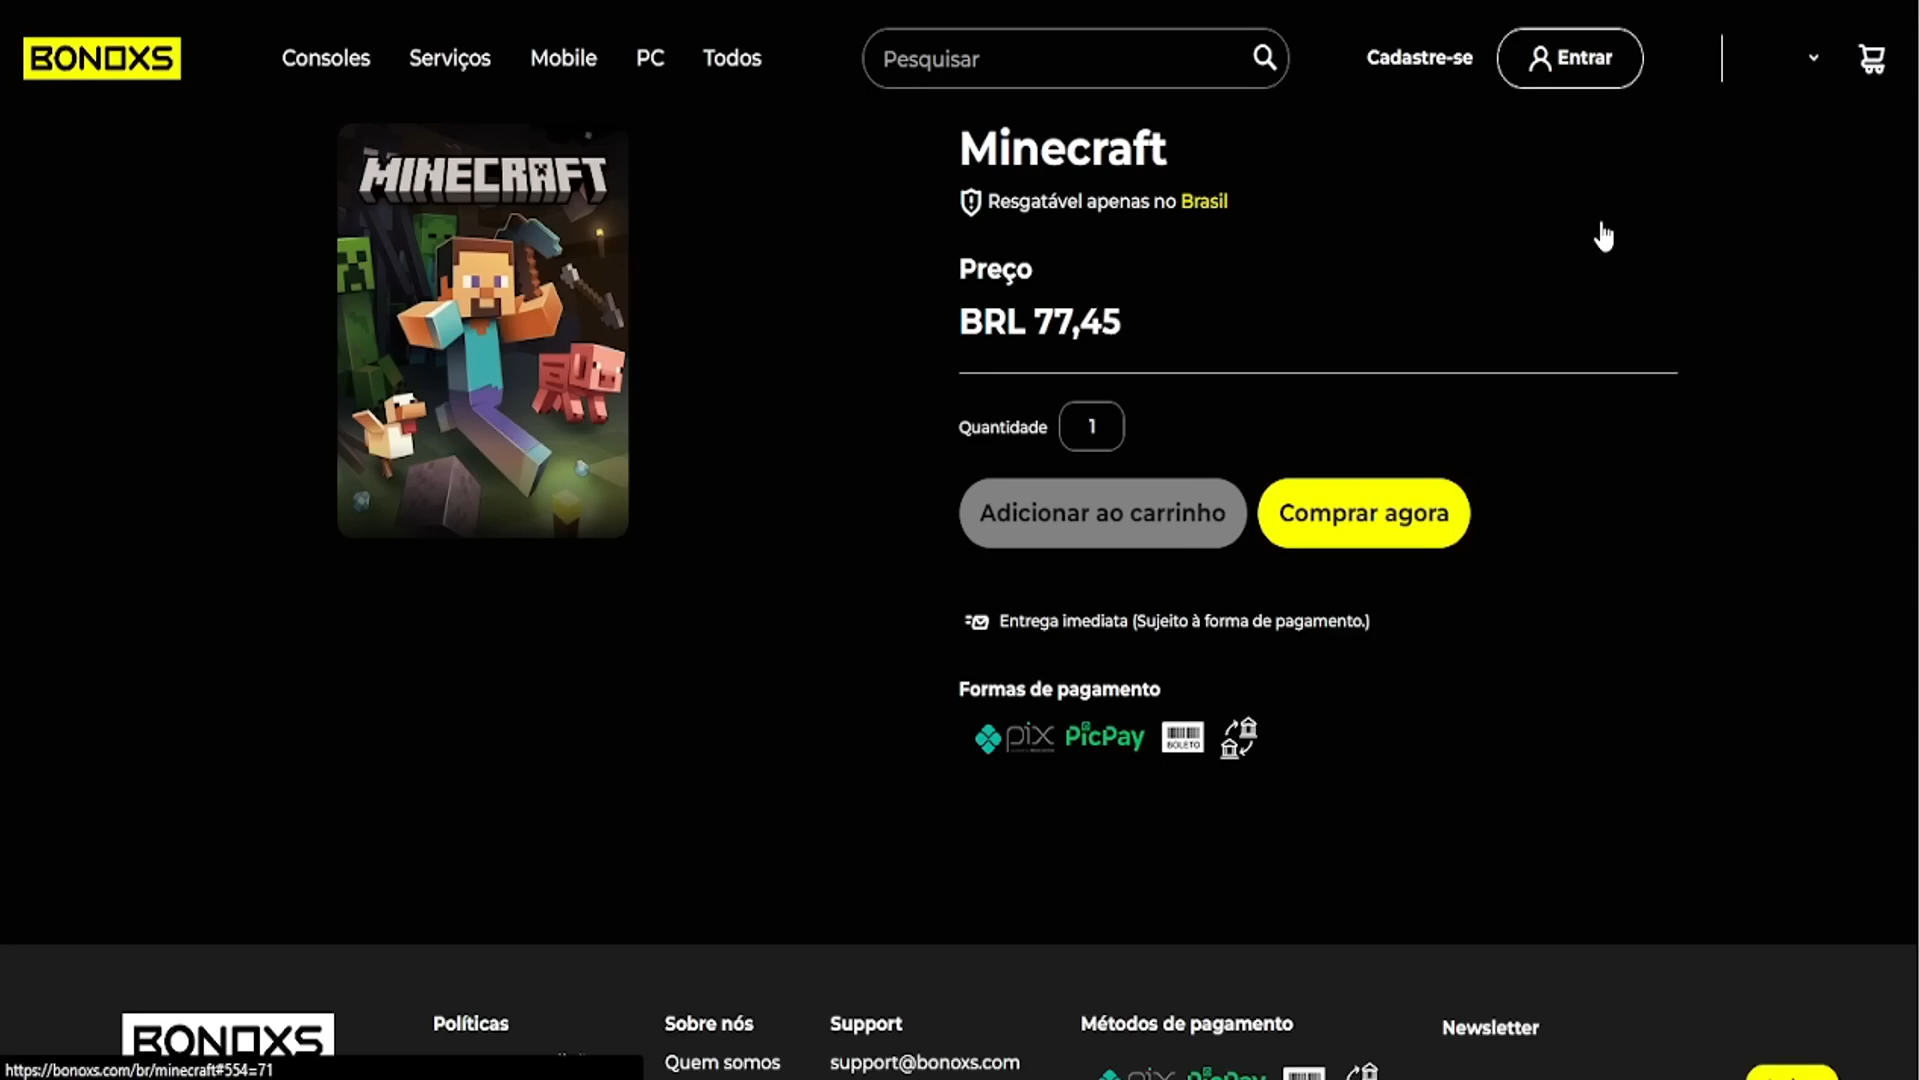 BONOXS
Consoles Serviços Mobile PC Todos
Pesquisar
Cadastre-se
Entrar
MINECRAFT
Minecraft
Resgatável apenas no Brasil
Preço
BRL 77,45
Quantidade 1
Adicionar ao carrinho
Comprar agora
Entrega imediata (Sujeito à forma de pagamento.)
Formas de pagamento
pix PicPay BOLETO
BONOXS
Políticas
Sobre nós
Quem somos
Support
support@bonoxs.com
Métodos de pagamento
pix PicPay
Newsletter
https://bonoxs.com/br/minecraft#554=71